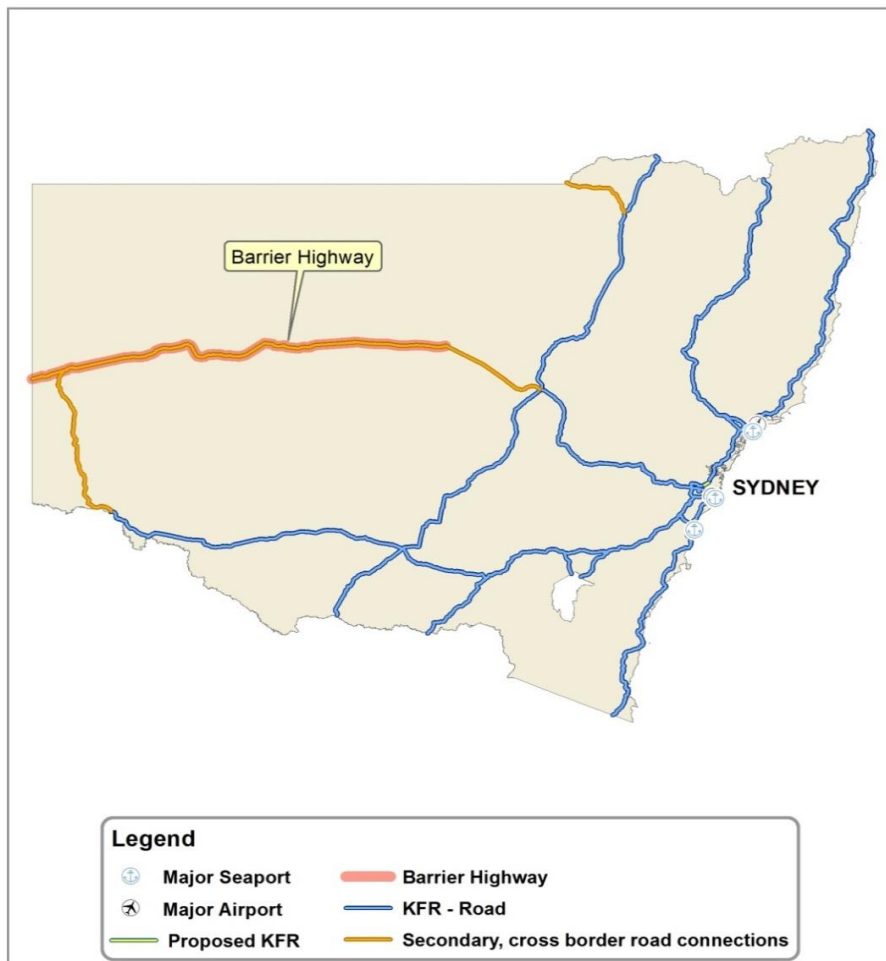 Barrier Highway
SYDNEY
Legend
Major Seaport
Barrier Highway
Major Airport
KFR - Road
Proposed KFR
Secondary, cross border road connections